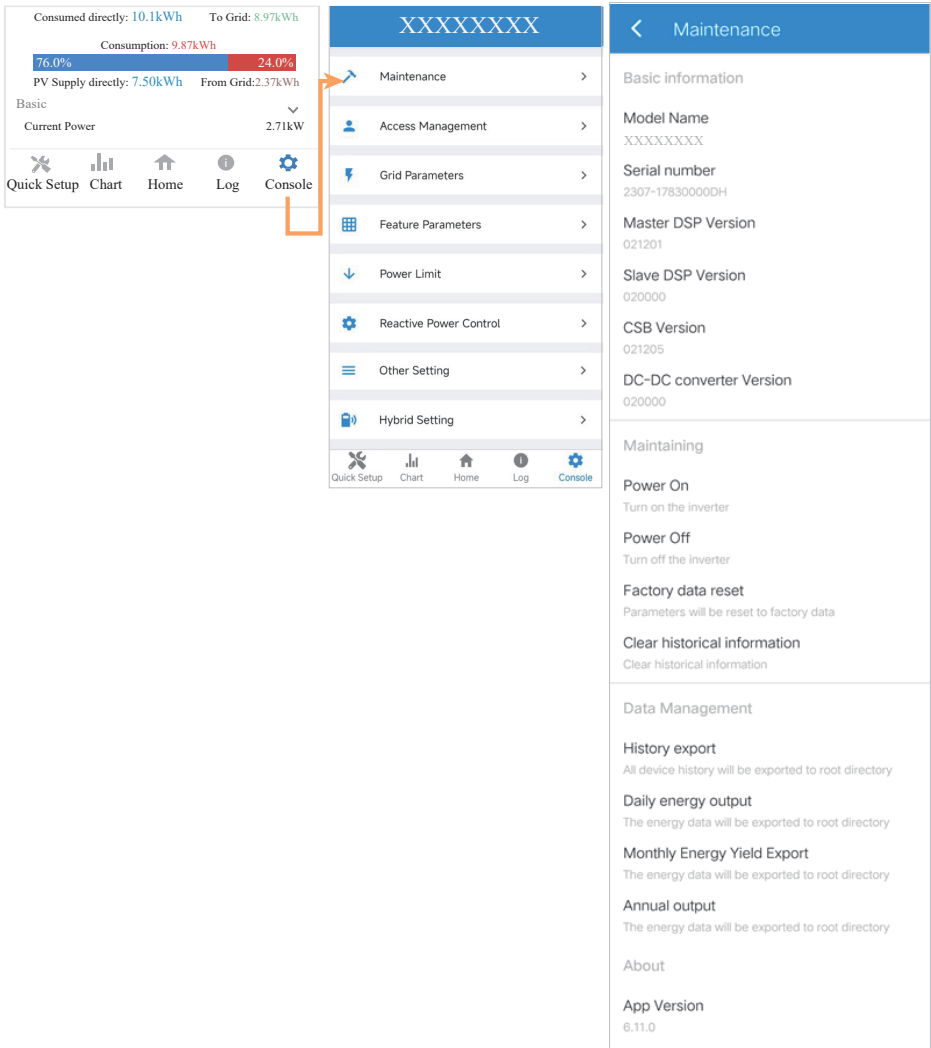 Consumed directly: 10.1kWh To Grid: 8.97kWh
Consumption: 9.87kWh
76.0% 24.0%
PV Supply directly: 7.50kWh From Grid:2.37kWh
Basic
Current Power 2.71kW
Quick Setup Chart Home Log Console
XXXXXXXX
Maintenance
Access Management
Grid Parameters
Feature Parameters
Power Limit
Reactive Power Control
Other Setting
Hybrid Setting
Quick Setup Chart Home Log Console
Maintenance
Basic information
Model Name
XXXXXXXX
Serial number
2307-17830000DH
Master DSP Version
021201
Slave DSP Version
020000
CSB Version
021205
DC-DC converter Version
020000
Maintaining
Power On
Turn on the inverter
Power Off
Turn off the inverter
Factory data reset
Parameters will be reset to factory data
Clear historical information
Clear historical information
Data Management
History export
All device history will be exported to root directory
Daily energy output
The energy data will be exported to root directory
Monthly Energy Yield Export
The energy data will be exported to root directory
Annual output
The energy data will be exported to root directory
About
App Version
6.11.0